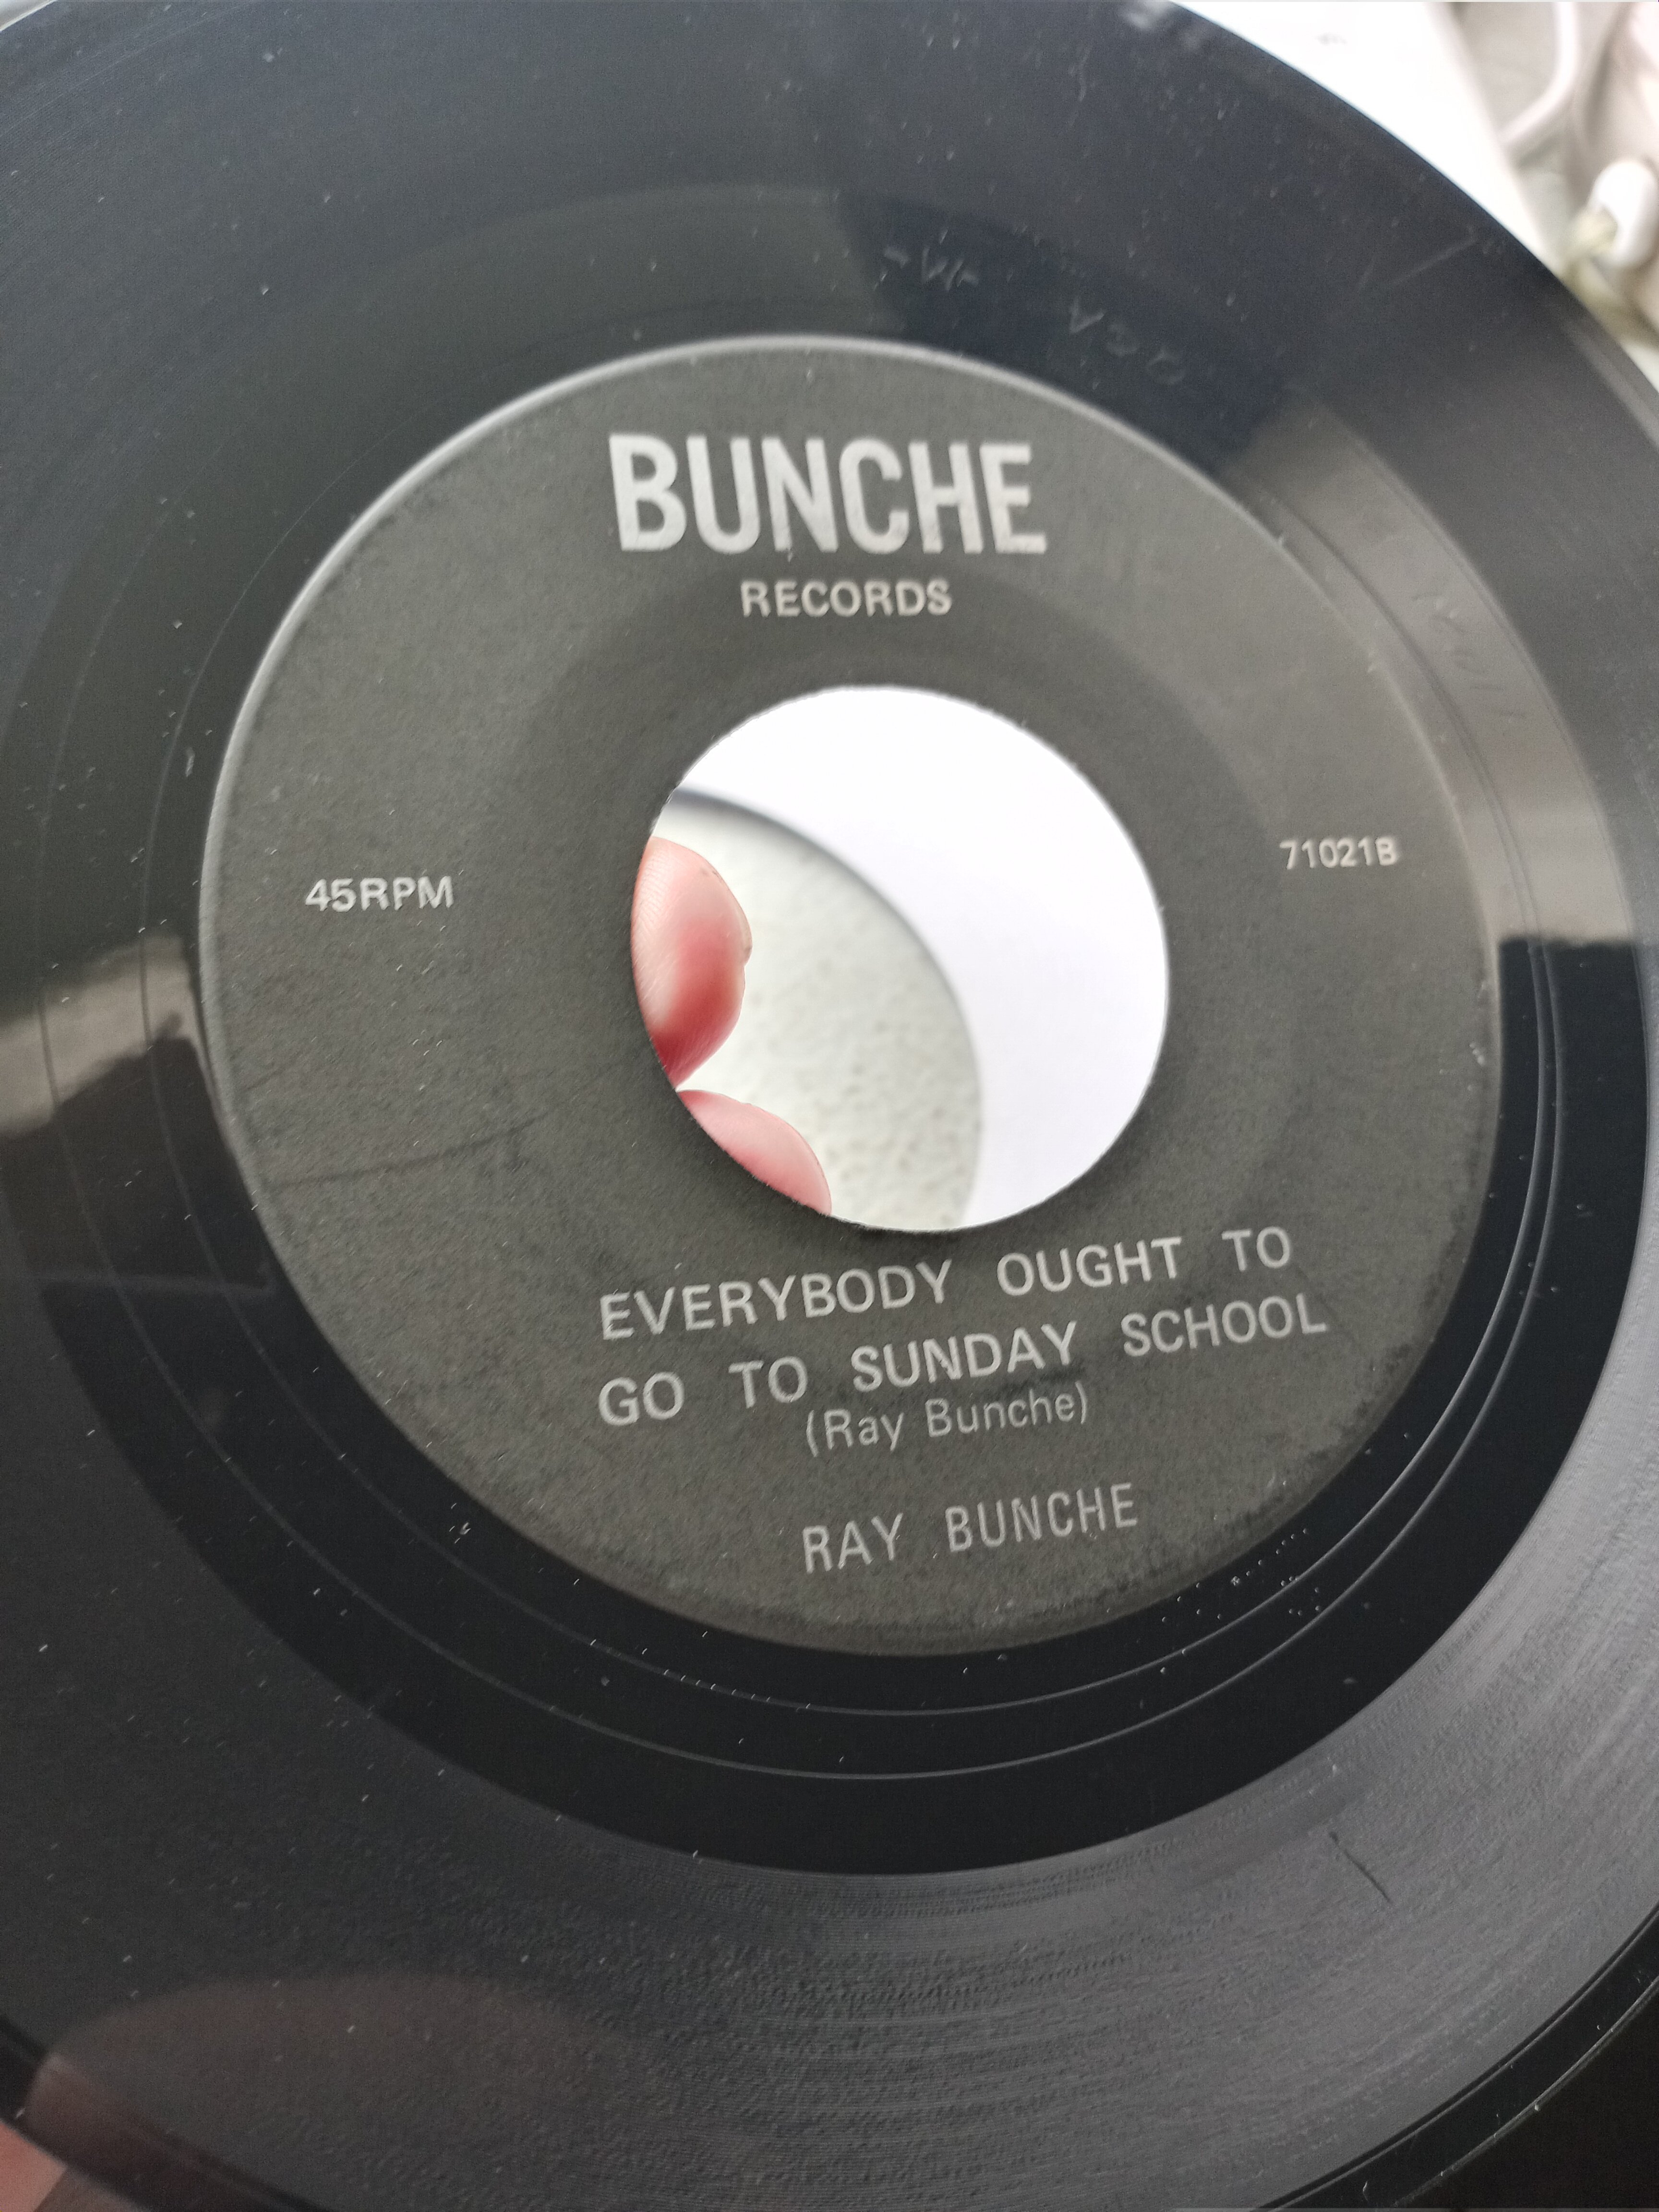 BUNCHE
RECORDS
45RPM
71021B
EVERYBODY OUGHT TO
GO TO SUNDAY SCHOOL
(Ray Bunche)
RAY BUNCHE